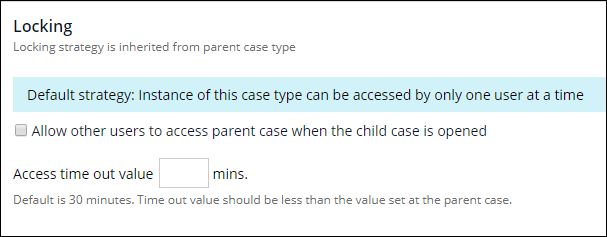 Locking
Locking strategy is inherited from parent case type
Default strategy: Instance of this case type can be accessed by only one user at a time
Allow other users to access parent case when the child case is opened
Access time out value mins.
Default is 30 minutes. Time out value should be less than the value set at the parent case.